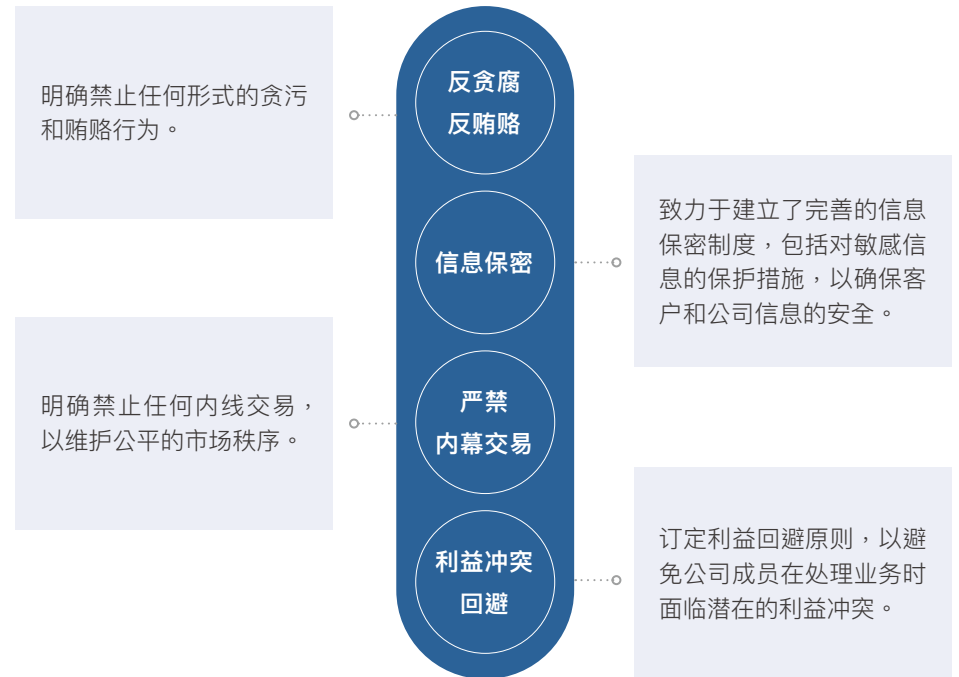 反贪腐
反贿赂
明确禁止任何形式的贪污
和贿赂行为。
信息保密
致力于建立了完善的信息
保密制度，包括对敏感信
息的保护措施，以确保客
户和公司信息的安全。
严禁
内幕交易
明确禁止任何内线交易，
以维护公平的市场秩序。
利益冲突
回避
订定利益回避原则，以避
免公司成员在处理业务时
面临潜在的利益冲突。